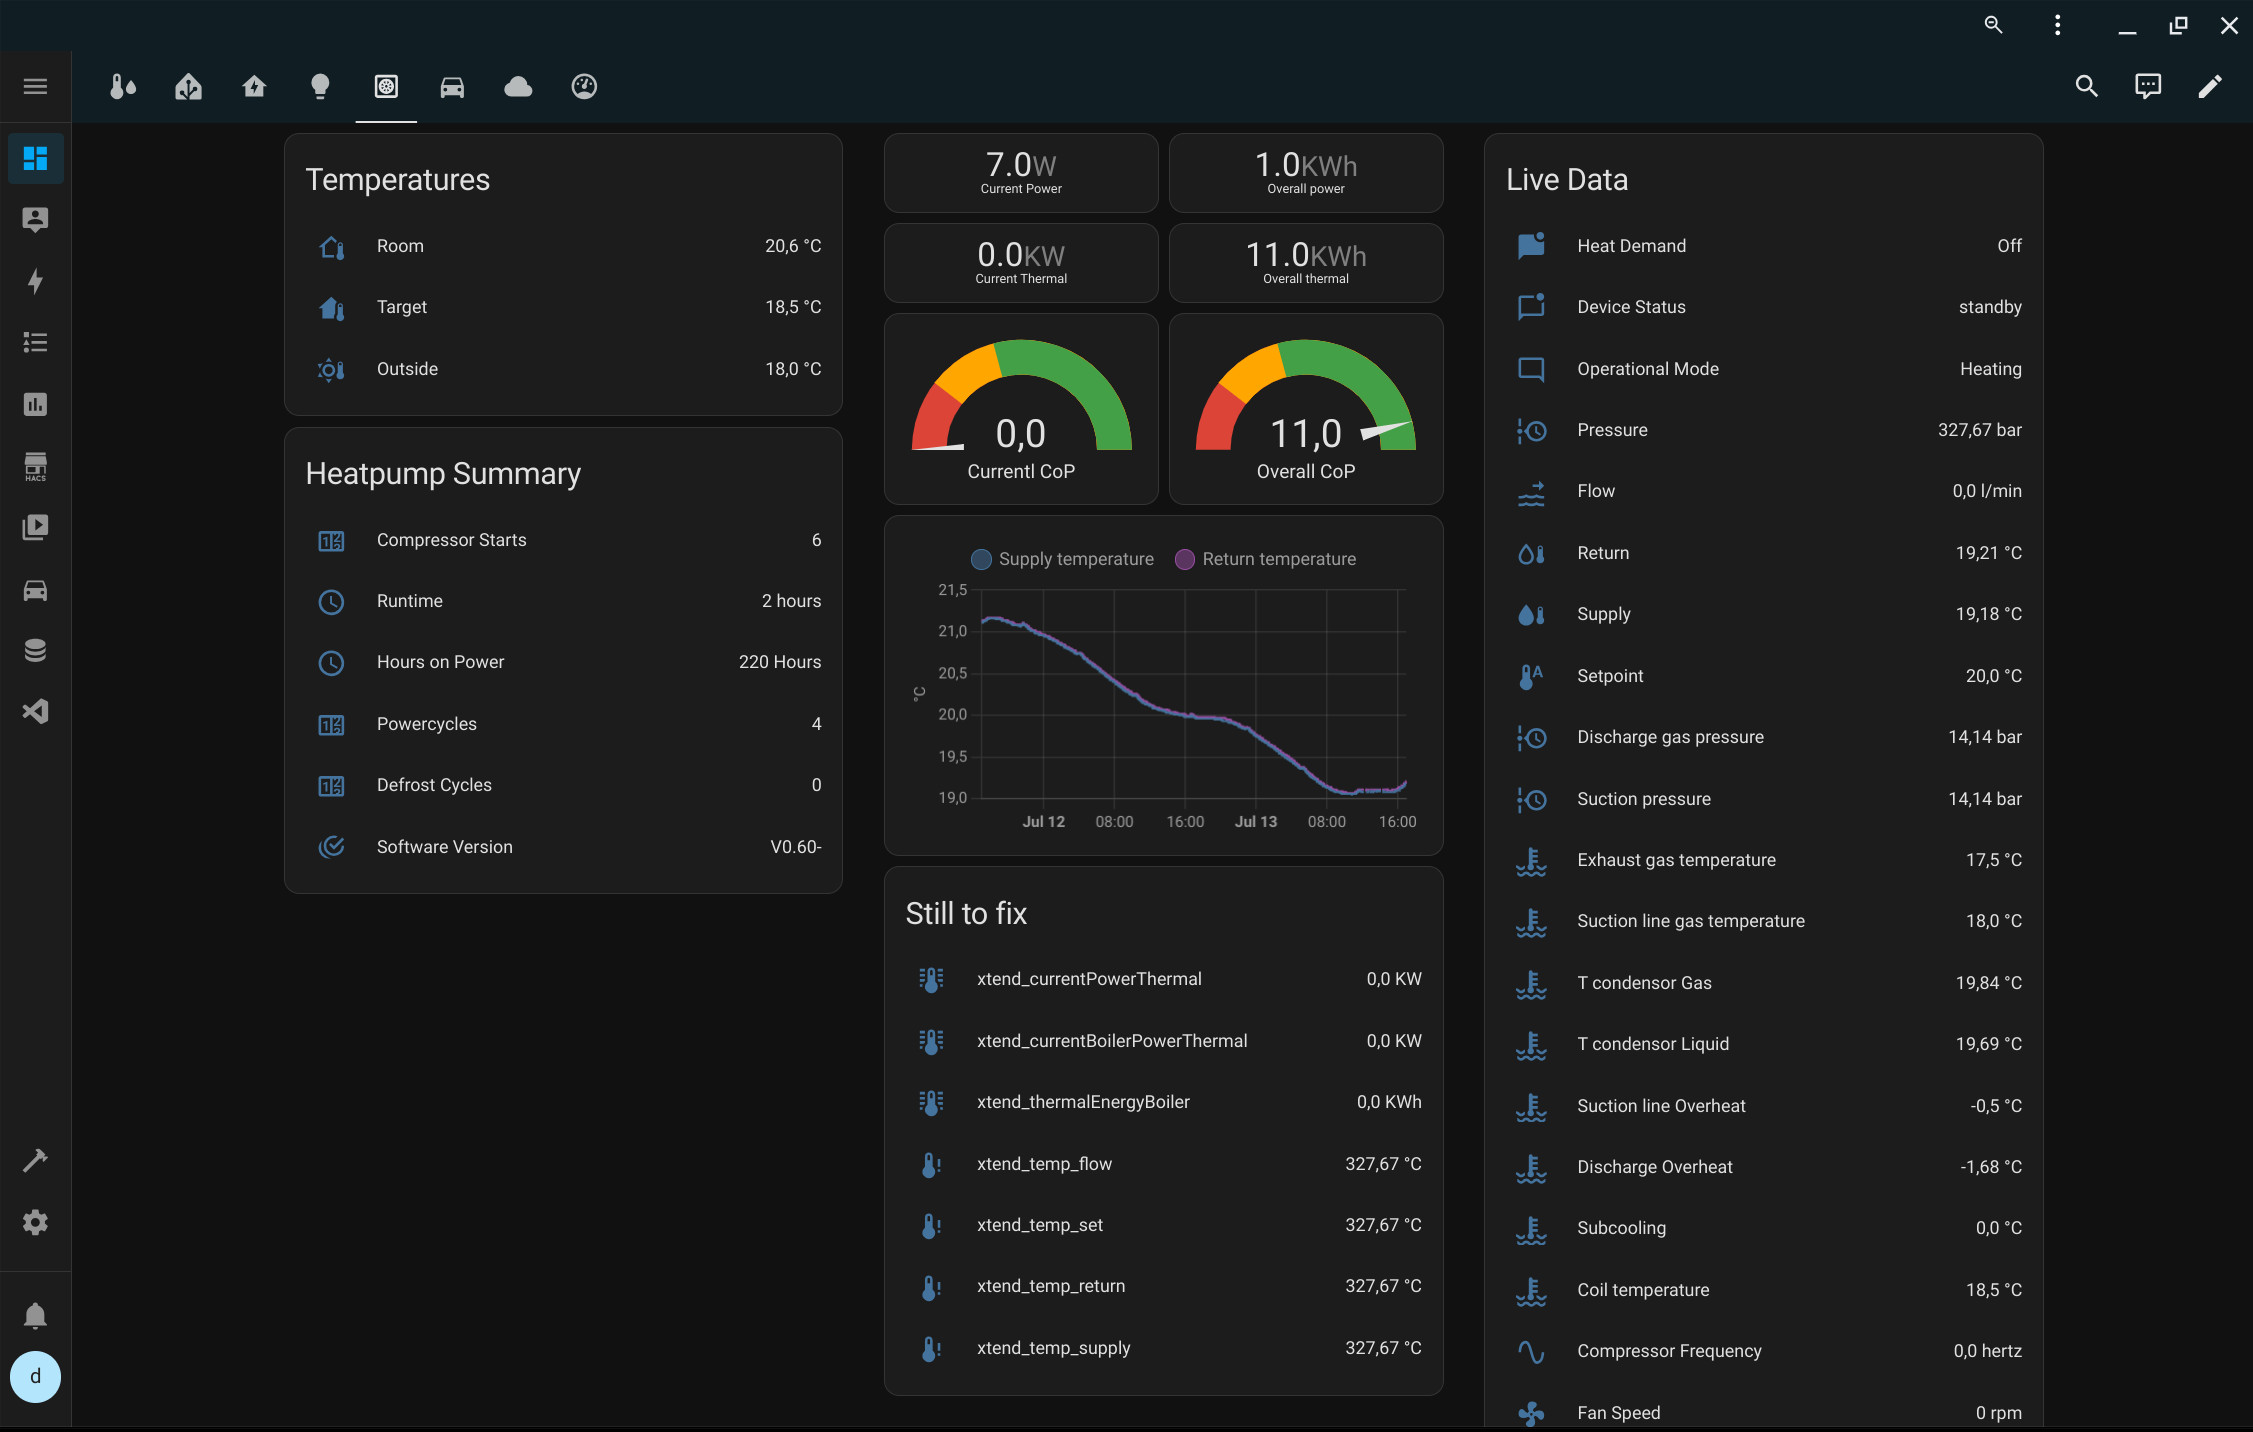 HACS
d
Temperatures
Room 20,6 °C
Target 18,5 °C
Outside 18,0 °C
Heatpump Summary
Compressor Starts 6
Runtime 2 hours
Hours on Power 220 Hours
Powercycles 4
Defrost Cycles 0
Software Version V0.60-
7.0W
Current Power
1.0KWh
Overall power
0.0KW
Current Thermal
11.0KWh
Overall thermal
0,0
Currentl CoP
11,0
Overall CoP
Supply temperature Return temperature
21,5
21,0
20,5
20,0
19,5
19,0
°C
Jul 12 08:00 16:00 Jul 13 08:00 16:00
Still to fix
xtend_currentPowerThermal 0,0 KW
xtend_currentBoilerPowerThermal 0,0 KW
xtend_thermalEnergyBoiler 0,0 KWh
xtend_temp_flow 327,67 °C
xtend_temp_set 327,67 °C
xtend_temp_return 327,67 °C
xtend_temp_supply 327,67 °C
Live Data
Heat Demand Off
Device Status standby
Operational Mode Heating
Pressure 327,67 bar
Flow 0,0 l/min
Return 19,21 °C
Supply 19,18 °C
Setpoint 20,0 °C
Discharge gas pressure 14,14 bar
Suction pressure 14,14 bar
Exhaust gas temperature 17,5 °C
Suction line gas temperature 18,0 °C
T condensor Gas 19,84 °C
T condensor Liquid 19,69 °C
Suction line Overheat -0,5 °C
Discharge Overheat -1,68 °C
Subcooling 0,0 °C
Coil temperature 18,5 °C
Compressor Frequency 0,0 hertz
Fan Speed 0 rpm